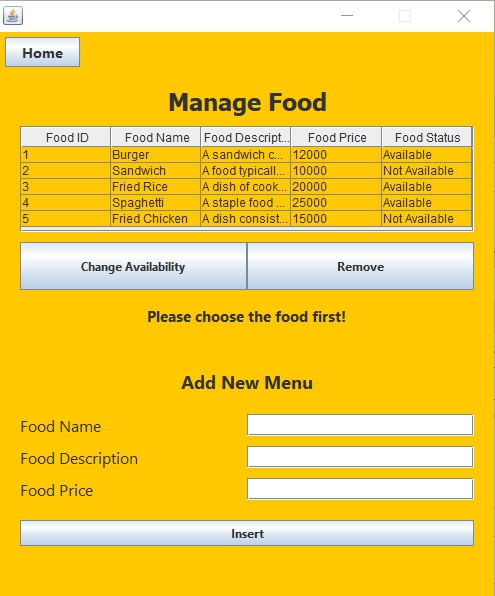 Home
Manage Food
Food ID Food Name Food Descript... Food Price Food Status
1 Burger A sandwich c... 12000 Available
2 Sandwich A food typicall... 10000 Not Available
3 Fried Rice A dish of cook... 20000 Available
4 Spaghetti A staple food ... 25000 Available
5 Fried Chicken A dish consist... 15000 Not Available
Change Availability Remove
Please choose the food first!
Add New Menu
Food Name
Food Description
Food Price
Insert